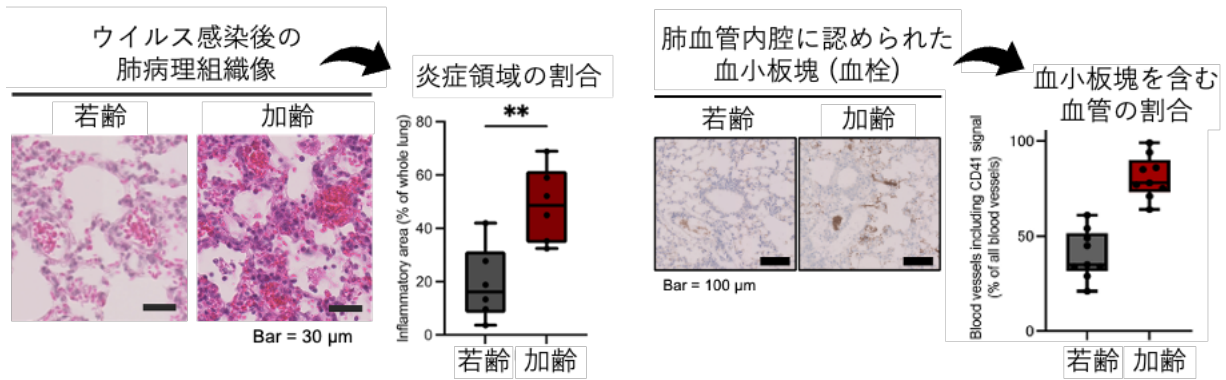 ウイルス感染後の
肺病理組織像
若齢
加齢
Bar = 30 μm
炎症領域の割合
**
Inflammatory area (% of whole lung)
80
60
40
20
0
若齢
加齢
肺血管内腔に認められた
血小板塊 (血栓)
若齢
加齢
Bar = 100 μm
血小板塊を含む
血管の割合
Blood vessels including CD41 signal
(% of all blood vessels)
100
50
0
若齢
加齢